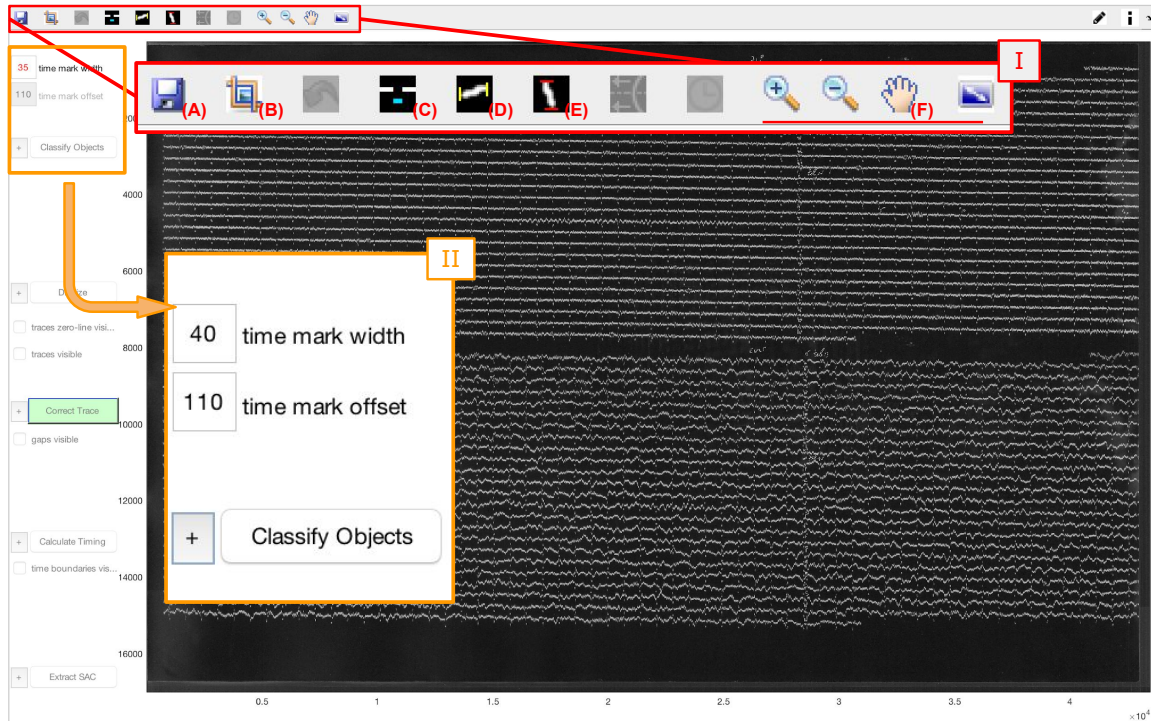 I
35 time mark width
110 time mark offset
(A) (B) (C) (D) (E) (F)
+ Classify Objects
4000
II
6000
40 time mark width
110 time mark offset
traces zero-line visi...
8000
traces visible
+ Correct Trace
10000
gaps visible
12000
+ Classify Objects
+ Calculate Timing
time boundaries vis...
14000
16000
+ Extract SAC
0.5 1 1.5 2 2.5 3 3.5 4
×10⁴